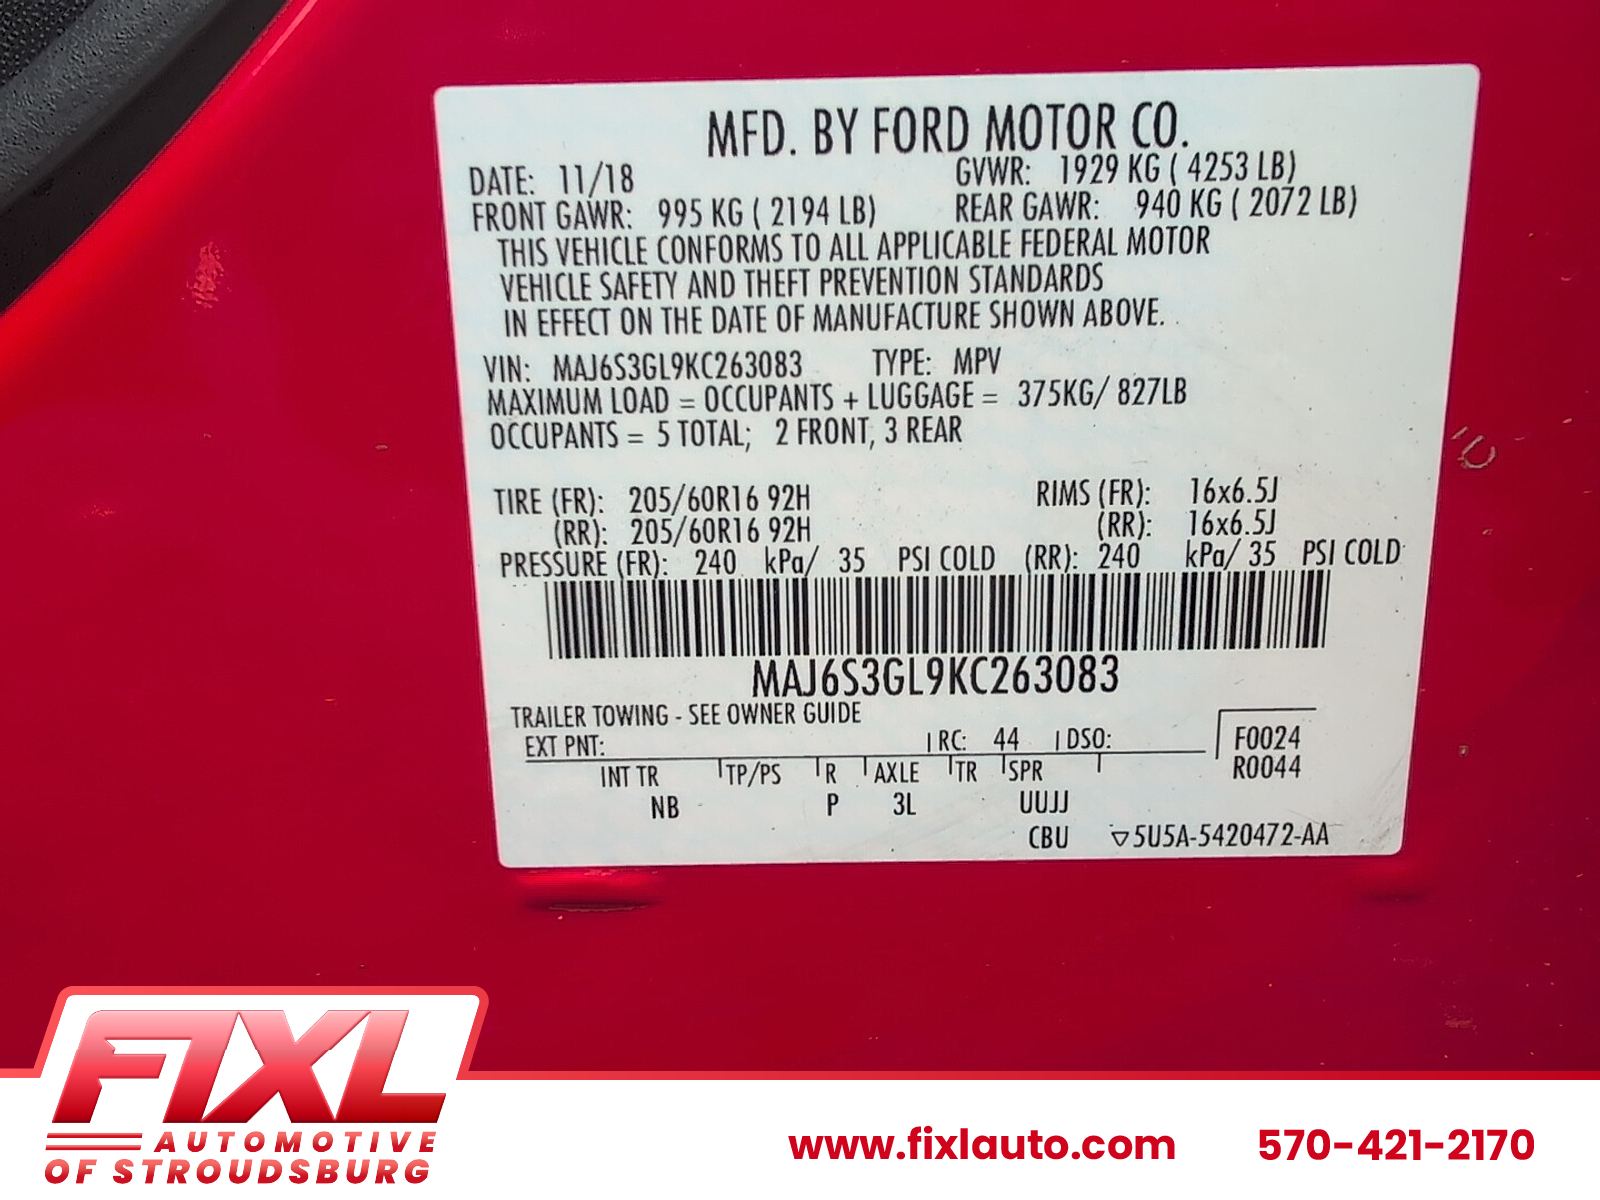 MFD. BY FORD MOTOR CO.
DATE: 11/18 GVWR: 1929 KG ( 4253 LB)
FRONT GAWR: 995 KG ( 2194 LB) REAR GAWR: 940 KG ( 2072 LB)
THIS VEHICLE CONFORMS TO ALL APPLICABLE FEDERAL MOTOR
VEHICLE SAFETY AND THEFT PREVENTION STANDARDS
IN EFFECT ON THE DATE OF MANUFACTURE SHOWN ABOVE.
VIN: MAJ6S3GL9KC263083 TYPE: MPV
MAXIMUM LOAD = OCCUPANTS + LUGGAGE = 375KG/ 827LB
OCCUPANTS = 5 TOTAL; 2 FRONT, 3 REAR
TIRE (FR): 205/60R16 92H RIMS (FR): 16x6.5J
(RR): 205/60R16 92H (RR): 16x6.5J
PRESSURE (FR): 240 kPa/ 35 PSI COLD (RR): 240 kPa/ 35 PSI COLD
MAJ6S3GL9KC263083
TRAILER TOWING - SEE OWNER GUIDE
EXT PNT: RC: 44 DSO: F0024
INT TR TP/PS R AXLE TR SPR R0044
NB P 3L UUJJ
CBU ▽5U5A-5420472-AA
FIXL
AUTOMOTIVE
OF STROUDSBURG
www.fixlauto.com 570-421-2170